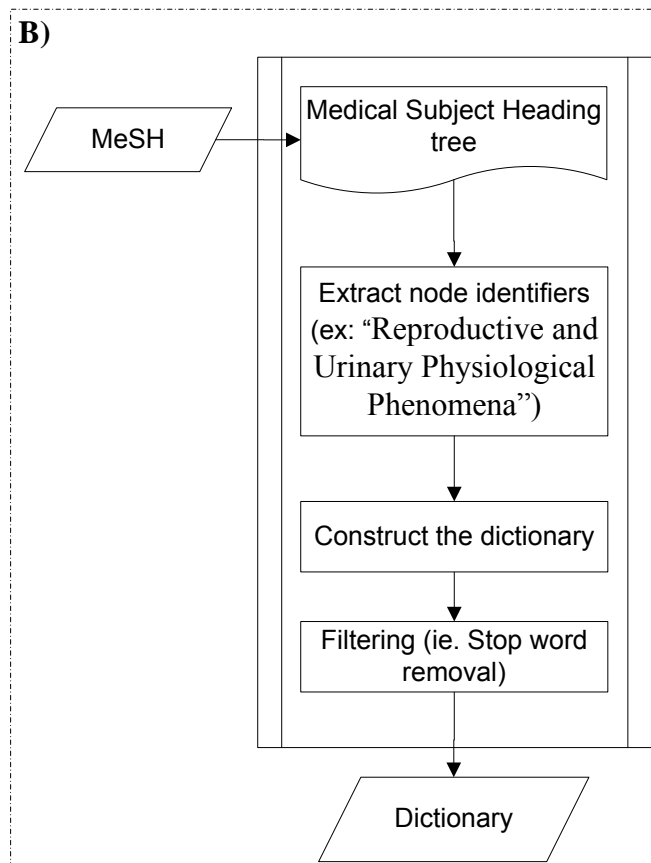 B)
MeSH
Medical Subject Heading
tree
Extract node identifiers
(ex: “Reproductive and
Urinary Physiological
Phenomena”)
Construct the dictionary
Filtering (ie. Stop word
removal)
Dictionary